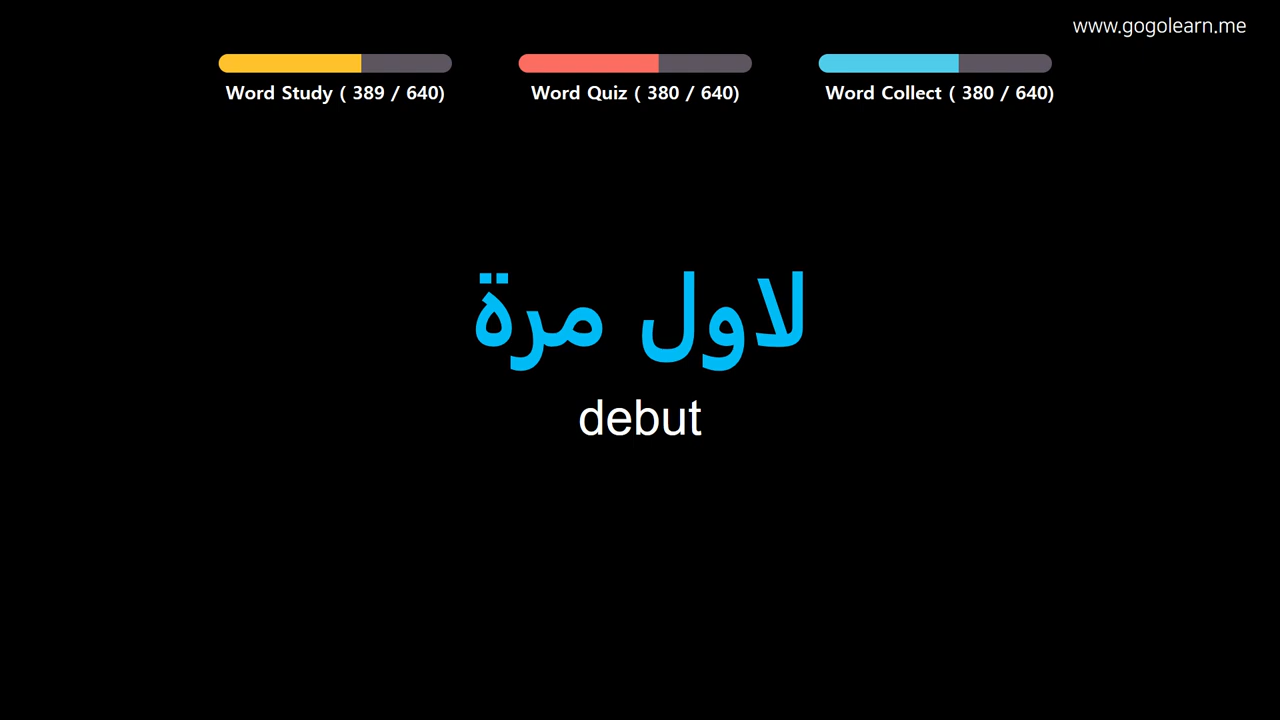 www.gogolearn.me
Word Study ( 389 / 640)
Word Quiz ( 380 / 640)
Word Collect ( 380 / 640)
لاول مرة
debut